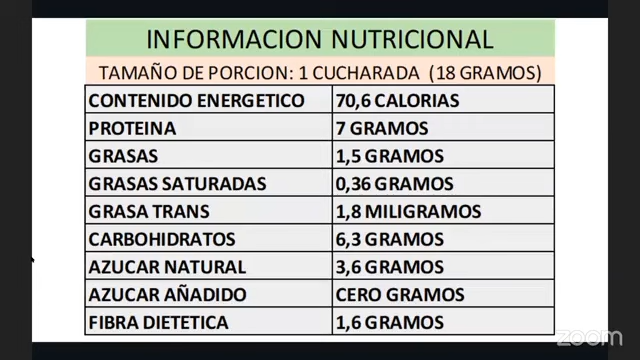 INFORMACION NUTRICIONAL
TAMAÑO DE PORCION: 1 CUCHARADA (18 GRAMOS)
CONTENIDO ENERGETICO 70,6 CALORIAS
PROTEINA 7 GRAMOS
GRASAS 1,5 GRAMOS
GRASAS SATURADAS 0,36 GRAMOS
GRASA TRANS 1,8 MILIGRAMOS
CARBOHIDRATOS 6,3 GRAMOS
AZUCAR NATURAL 3,6 GRAMOS
AZUCAR AÑADIDO CERO GRAMOS
FIBRA DIETETICA 1,6 GRAMOS
zoom